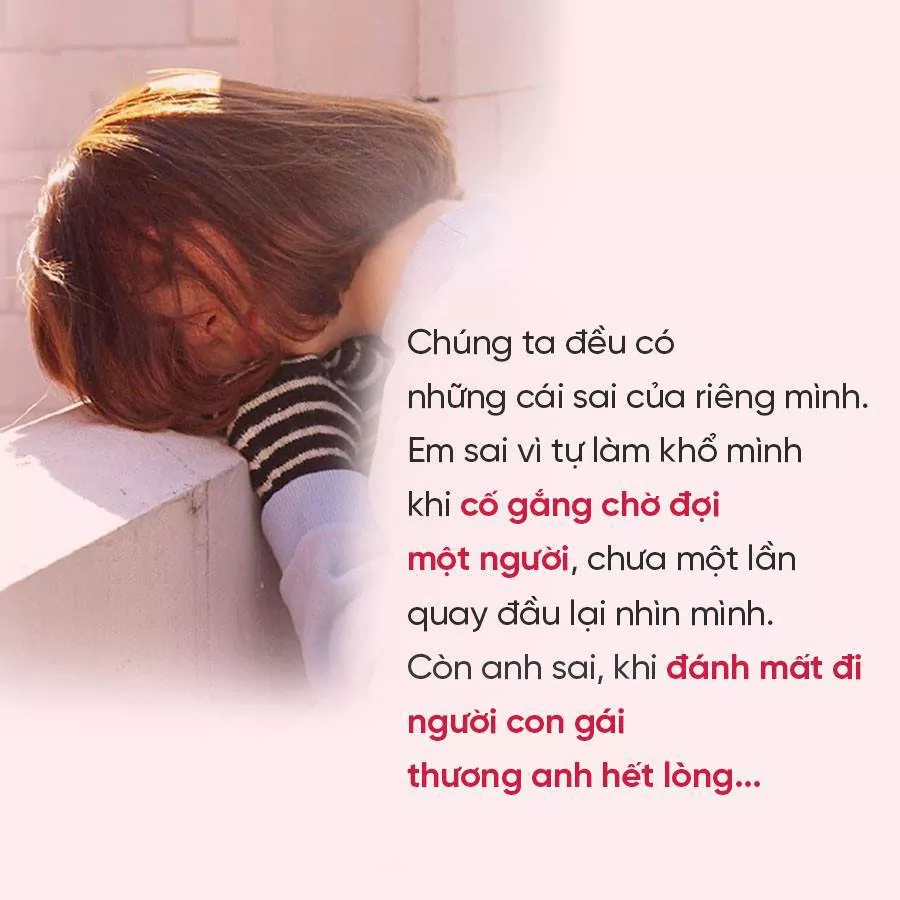 Chúng ta đều có
những cái sai của riêng mình.
Em sai vì tự làm khổ mình
khi cố gắng chờ đợi
một người, chưa một lần
quay đầu lại nhìn mình.
Còn anh sai, khi đánh mất đi
người con gái
thương anh hết lòng...